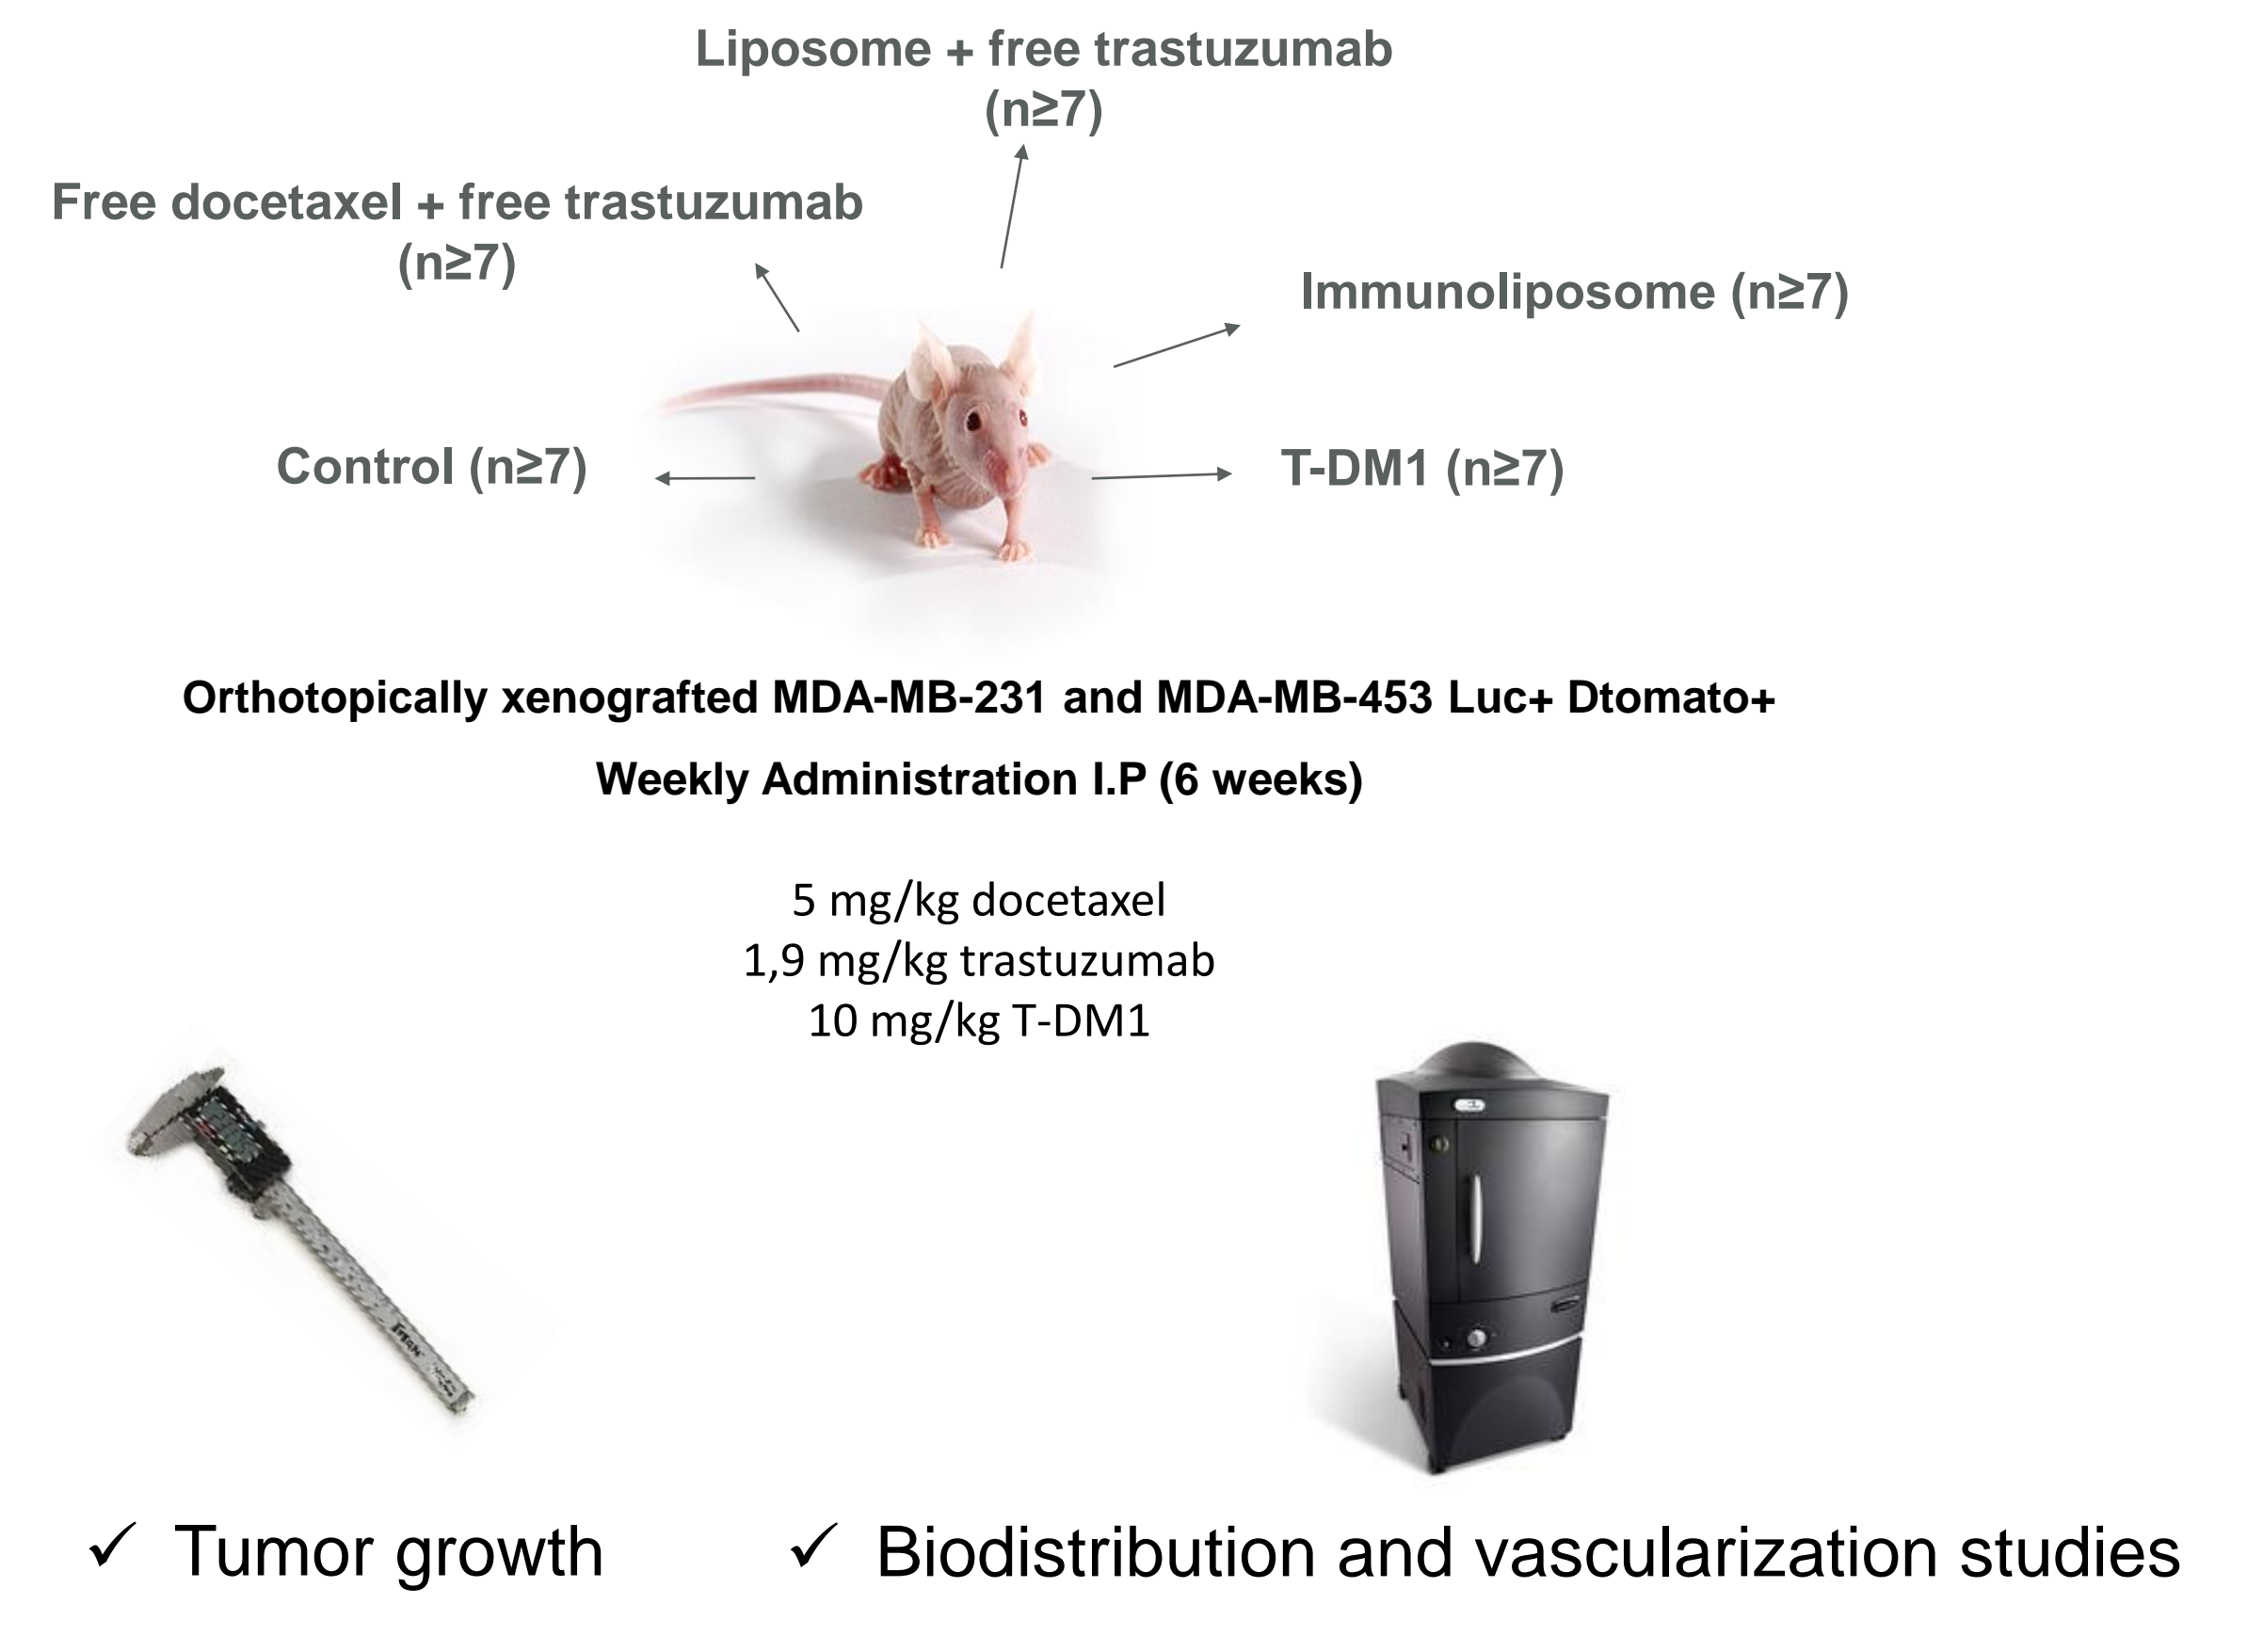 Liposome + free trastuzumab
(n≥7)
Free docetaxel + free trastuzumab
(n≥7)
Immunoliposome (n≥7)
Control (n≥7)
T-DM1 (n≥7)
Orthotopically xenografted MDA-MB-231 and MDA-MB-453 Luc+ Dtomato+
Weekly Administration I.P (6 weeks)
5 mg/kg docetaxel
1,9 mg/kg trastuzumab
10 mg/kg T-DM1
✓ Tumor growth
✓ Biodistribution and vascularization studies